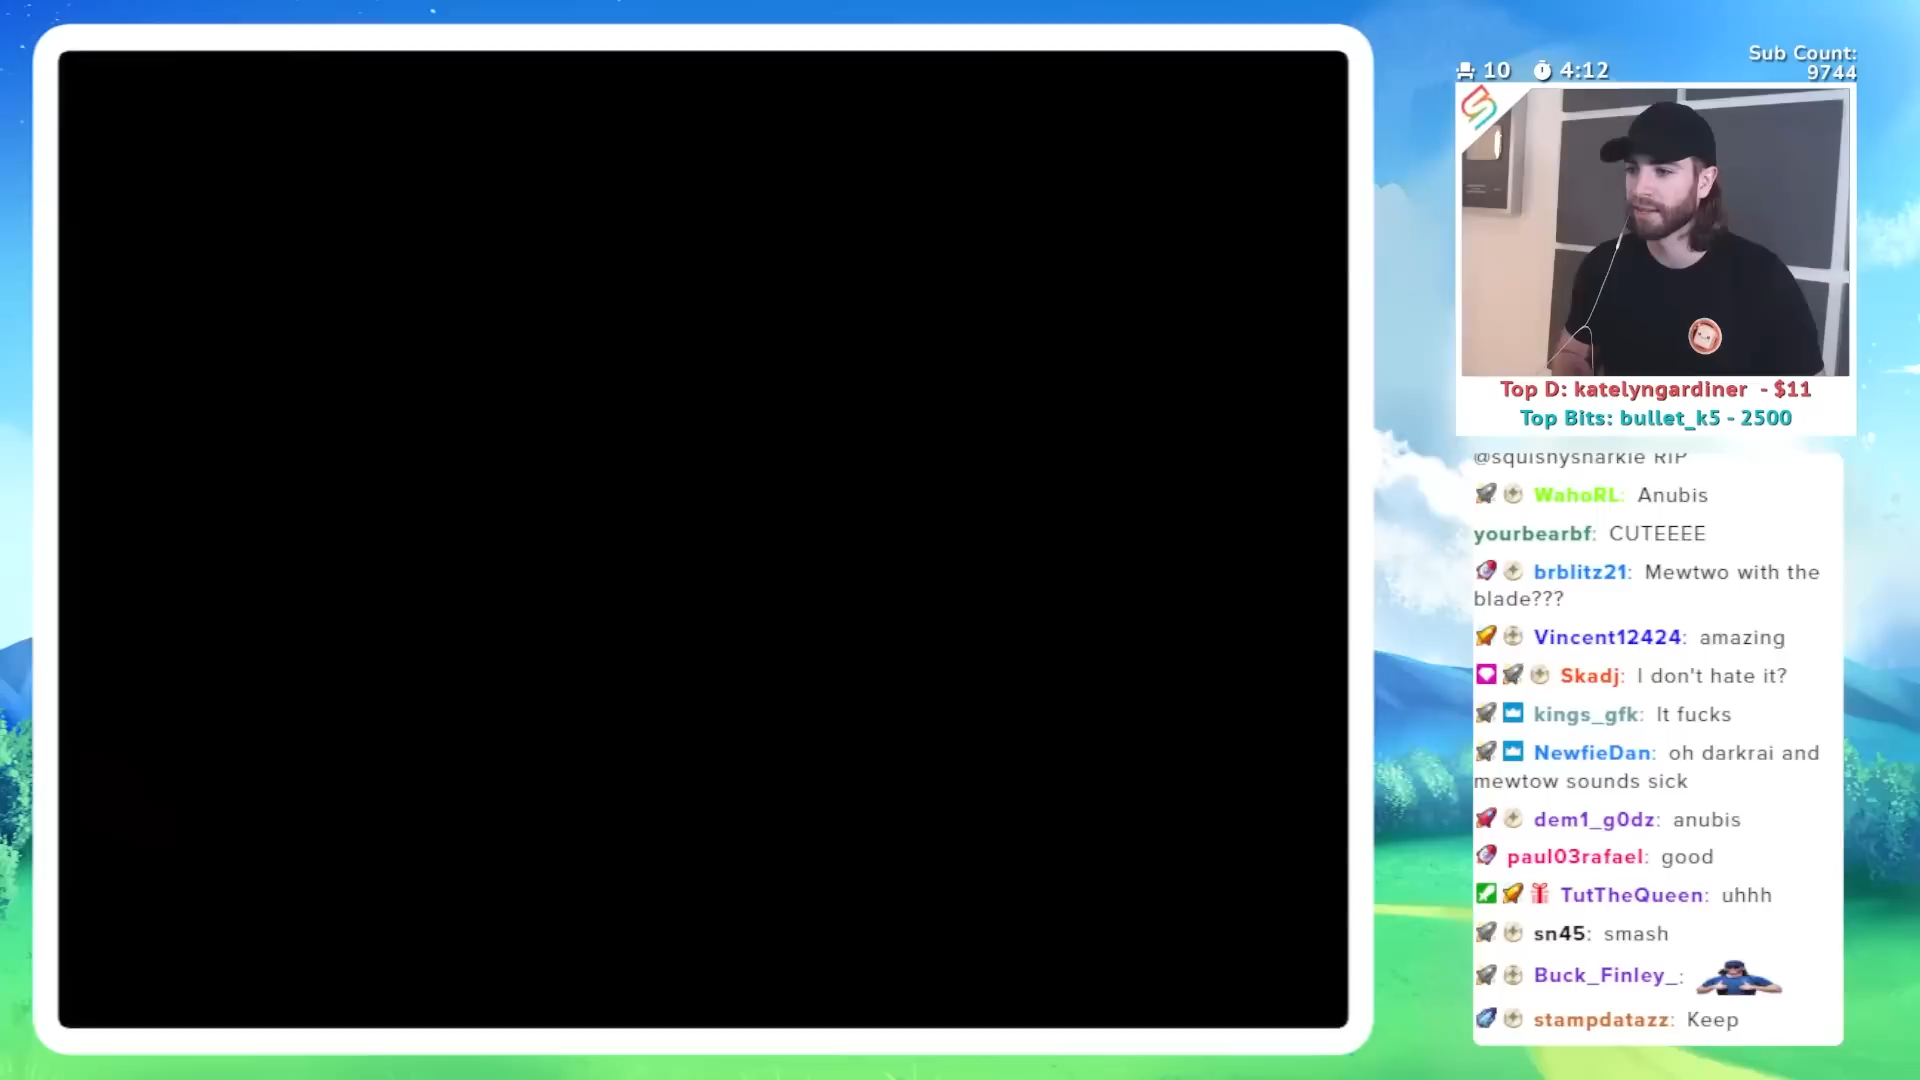 10 4:12
Sub Count:
9744
Top D: katelyngardiner - $11
Top Bits: bullet_k5 - 2500
@squishysharkie RIP
WahoRL: Anubis
yourbearbf: CUTEEEE
brblitz21: Mewtwo with the
blade???
Vincent12424: amazing
Skadj: I don't hate it?
kings_gfk: It fucks
NewfieDan: oh darkrai and
mewtow sounds sick
dem1_g0dz: anubis
paul03rafael: good
TutTheQueen: uhhh
sn45: smash
Buck_Finley_:
stampdatazz: Keep